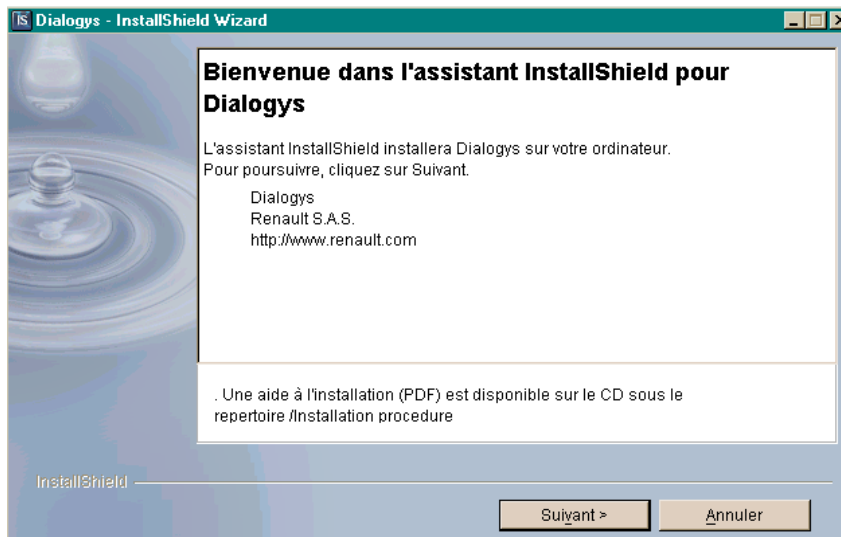 Dialogys - InstallShield Wizard
Bienvenue dans l'assistant InstallShield pour
Dialogys
L'assistant InstallShield installera Dialogys sur votre ordinateur.
Pour poursuivre, cliquez sur Suivant.
Dialogys
Renault S.A.S.
http://www.renault.com
. Une aide à l'installation (PDF) est disponible sur le CD sous le
repertoire /Installation procedure
InstallShield
Suivant >
Annuler